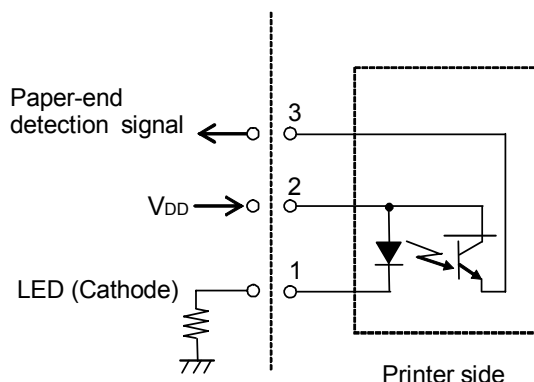 Paper-end
detection signal
3
VDD
2
LED (Cathode)
1
Printer side